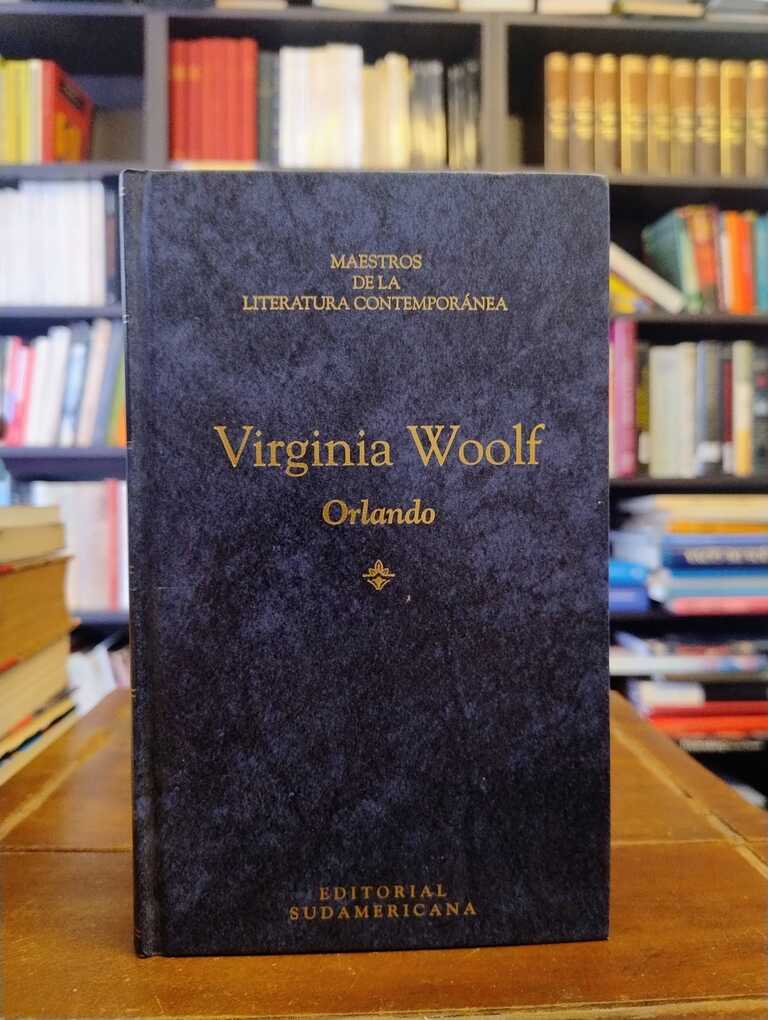 MAESTROS
DE LA
LITERATURA CONTEMPORÁNEA
Virginia Woolf
Orlando
EDITORIAL
SUDAMERICANA